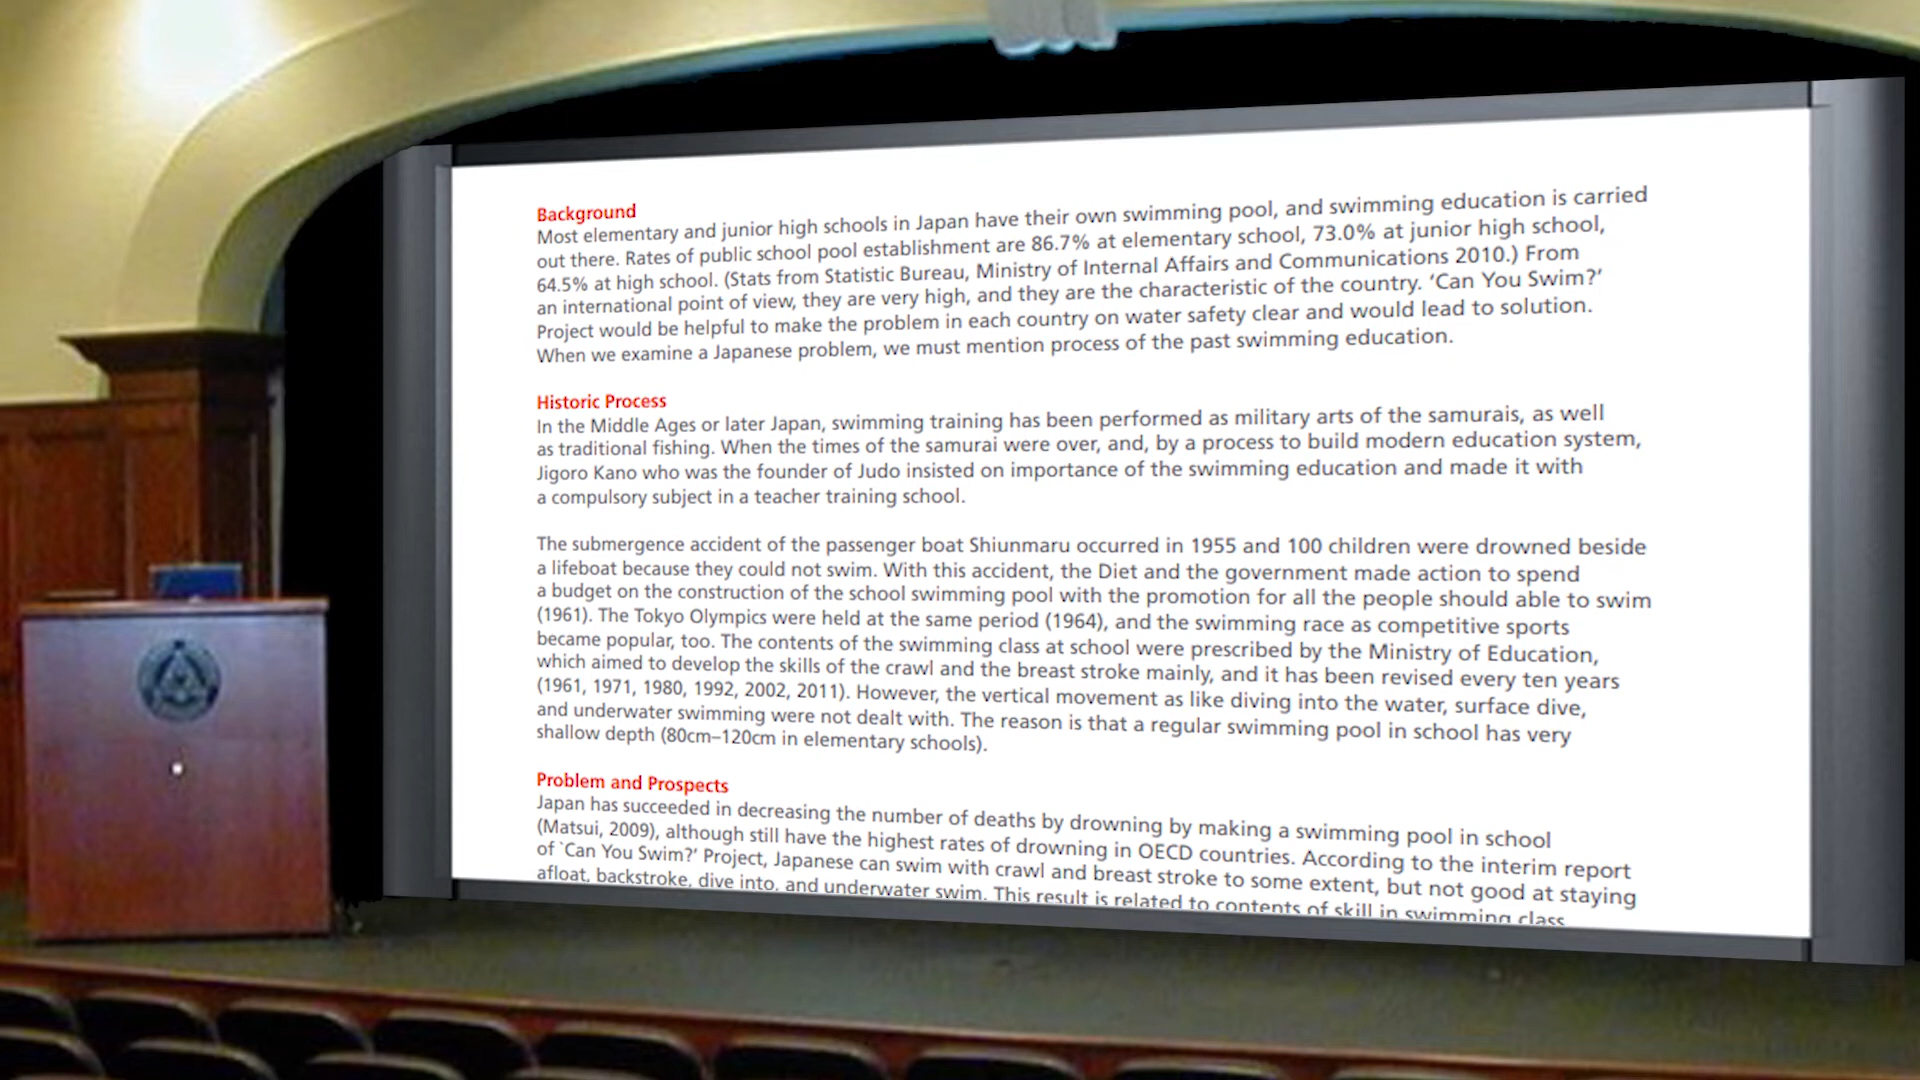 Background
Most elementary and junior high schools in Japan have their own swimming pool, and swimming education is carried
out there. Rates of public school pool establishment are 86.7% at elementary school, 73.0% at junior high school,
64.5% at high school. (Stats from Statistic Bureau, Ministry of Internal Affairs and Communications 2010.) From
an international point of view, they are very high, and they are the characteristic of the country. ‘Can You Swim?’
Project would be helpful to make the problem in each country on water safety clear and would lead to solution.
When we examine a Japanese problem, we must mention process of the past swimming education.
Historic Process
In the Middle Ages or later Japan, swimming training has been performed as military arts of the samurais, as well
as traditional fishing. When the times of the samurai were over, and, by a process to build modern education system,
Jigoro Kano who was the founder of Judo insisted on importance of the swimming education and made it with
a compulsory subject in a teacher training school.
The submergence accident of the passenger boat Shiunmaru occurred in 1955 and 100 children were drowned beside
a lifeboat because they could not swim. With this accident, the Diet and the government made action to spend
a budget on the construction of the school swimming pool with the promotion for all the people should able to swim
(1961). The Tokyo Olympics were held at the same period (1964), and the swimming race as competitive sports
became popular, too. The contents of the swimming class at school were prescribed by the Ministry of Education,
which aimed to develop the skills of the crawl and the breast stroke mainly, and it has been revised every ten years
(1961, 1971, 1980, 1992, 2002, 2011). However, the vertical movement as like diving into the water, surface dive,
and underwater swimming were not dealt with. The reason is that a regular swimming pool in school has very
shallow depth (80cm–120cm in elementary schools).
Problem and Prospects
Japan has succeeded in decreasing the number of deaths by drowning by making a swimming pool in school
(Matsui, 2009), although still have the highest rates of drowning in OECD countries. According to the interim report
of `Can You Swim?’ Project, Japanese can swim with crawl and breast stroke to some extent, but not good at staying
afloat, backstroke, dive into, and underwater swim. This result is related to contents of skill in swimming class